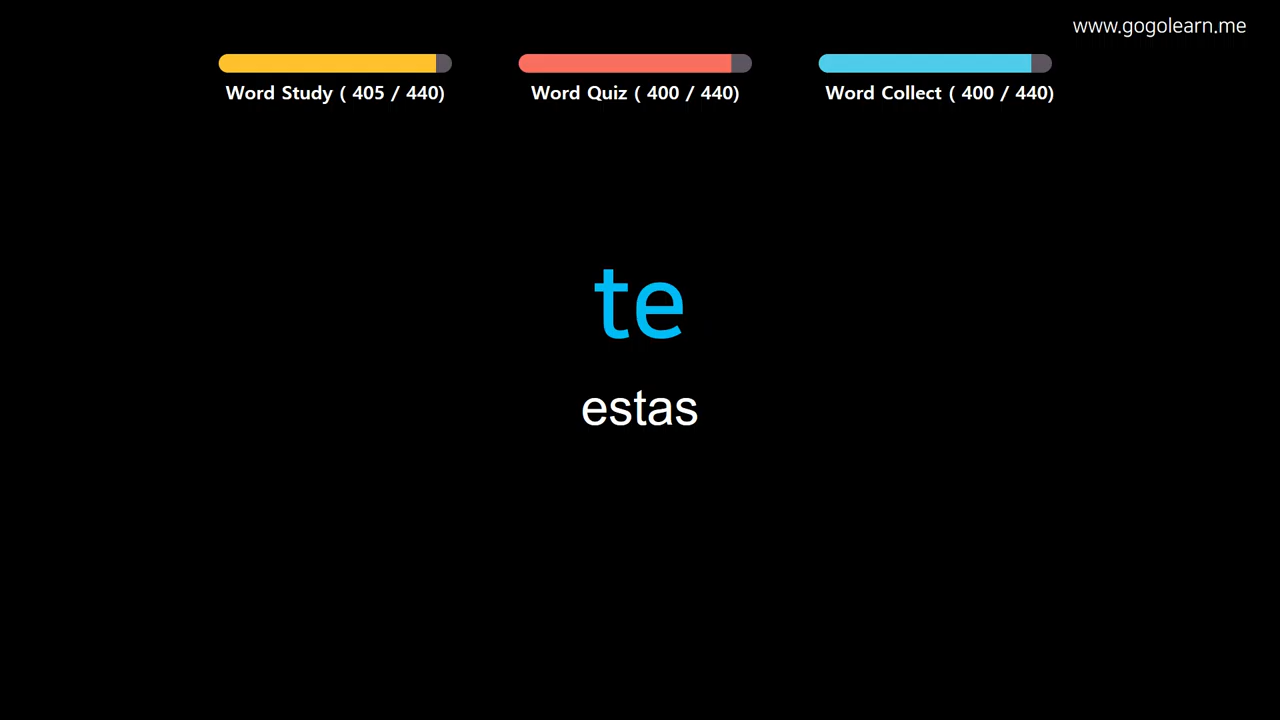 www.gogolearn.me
Word Study ( 405 / 440)
Word Quiz ( 400 / 440)
Word Collect ( 400 / 440)
te
estas